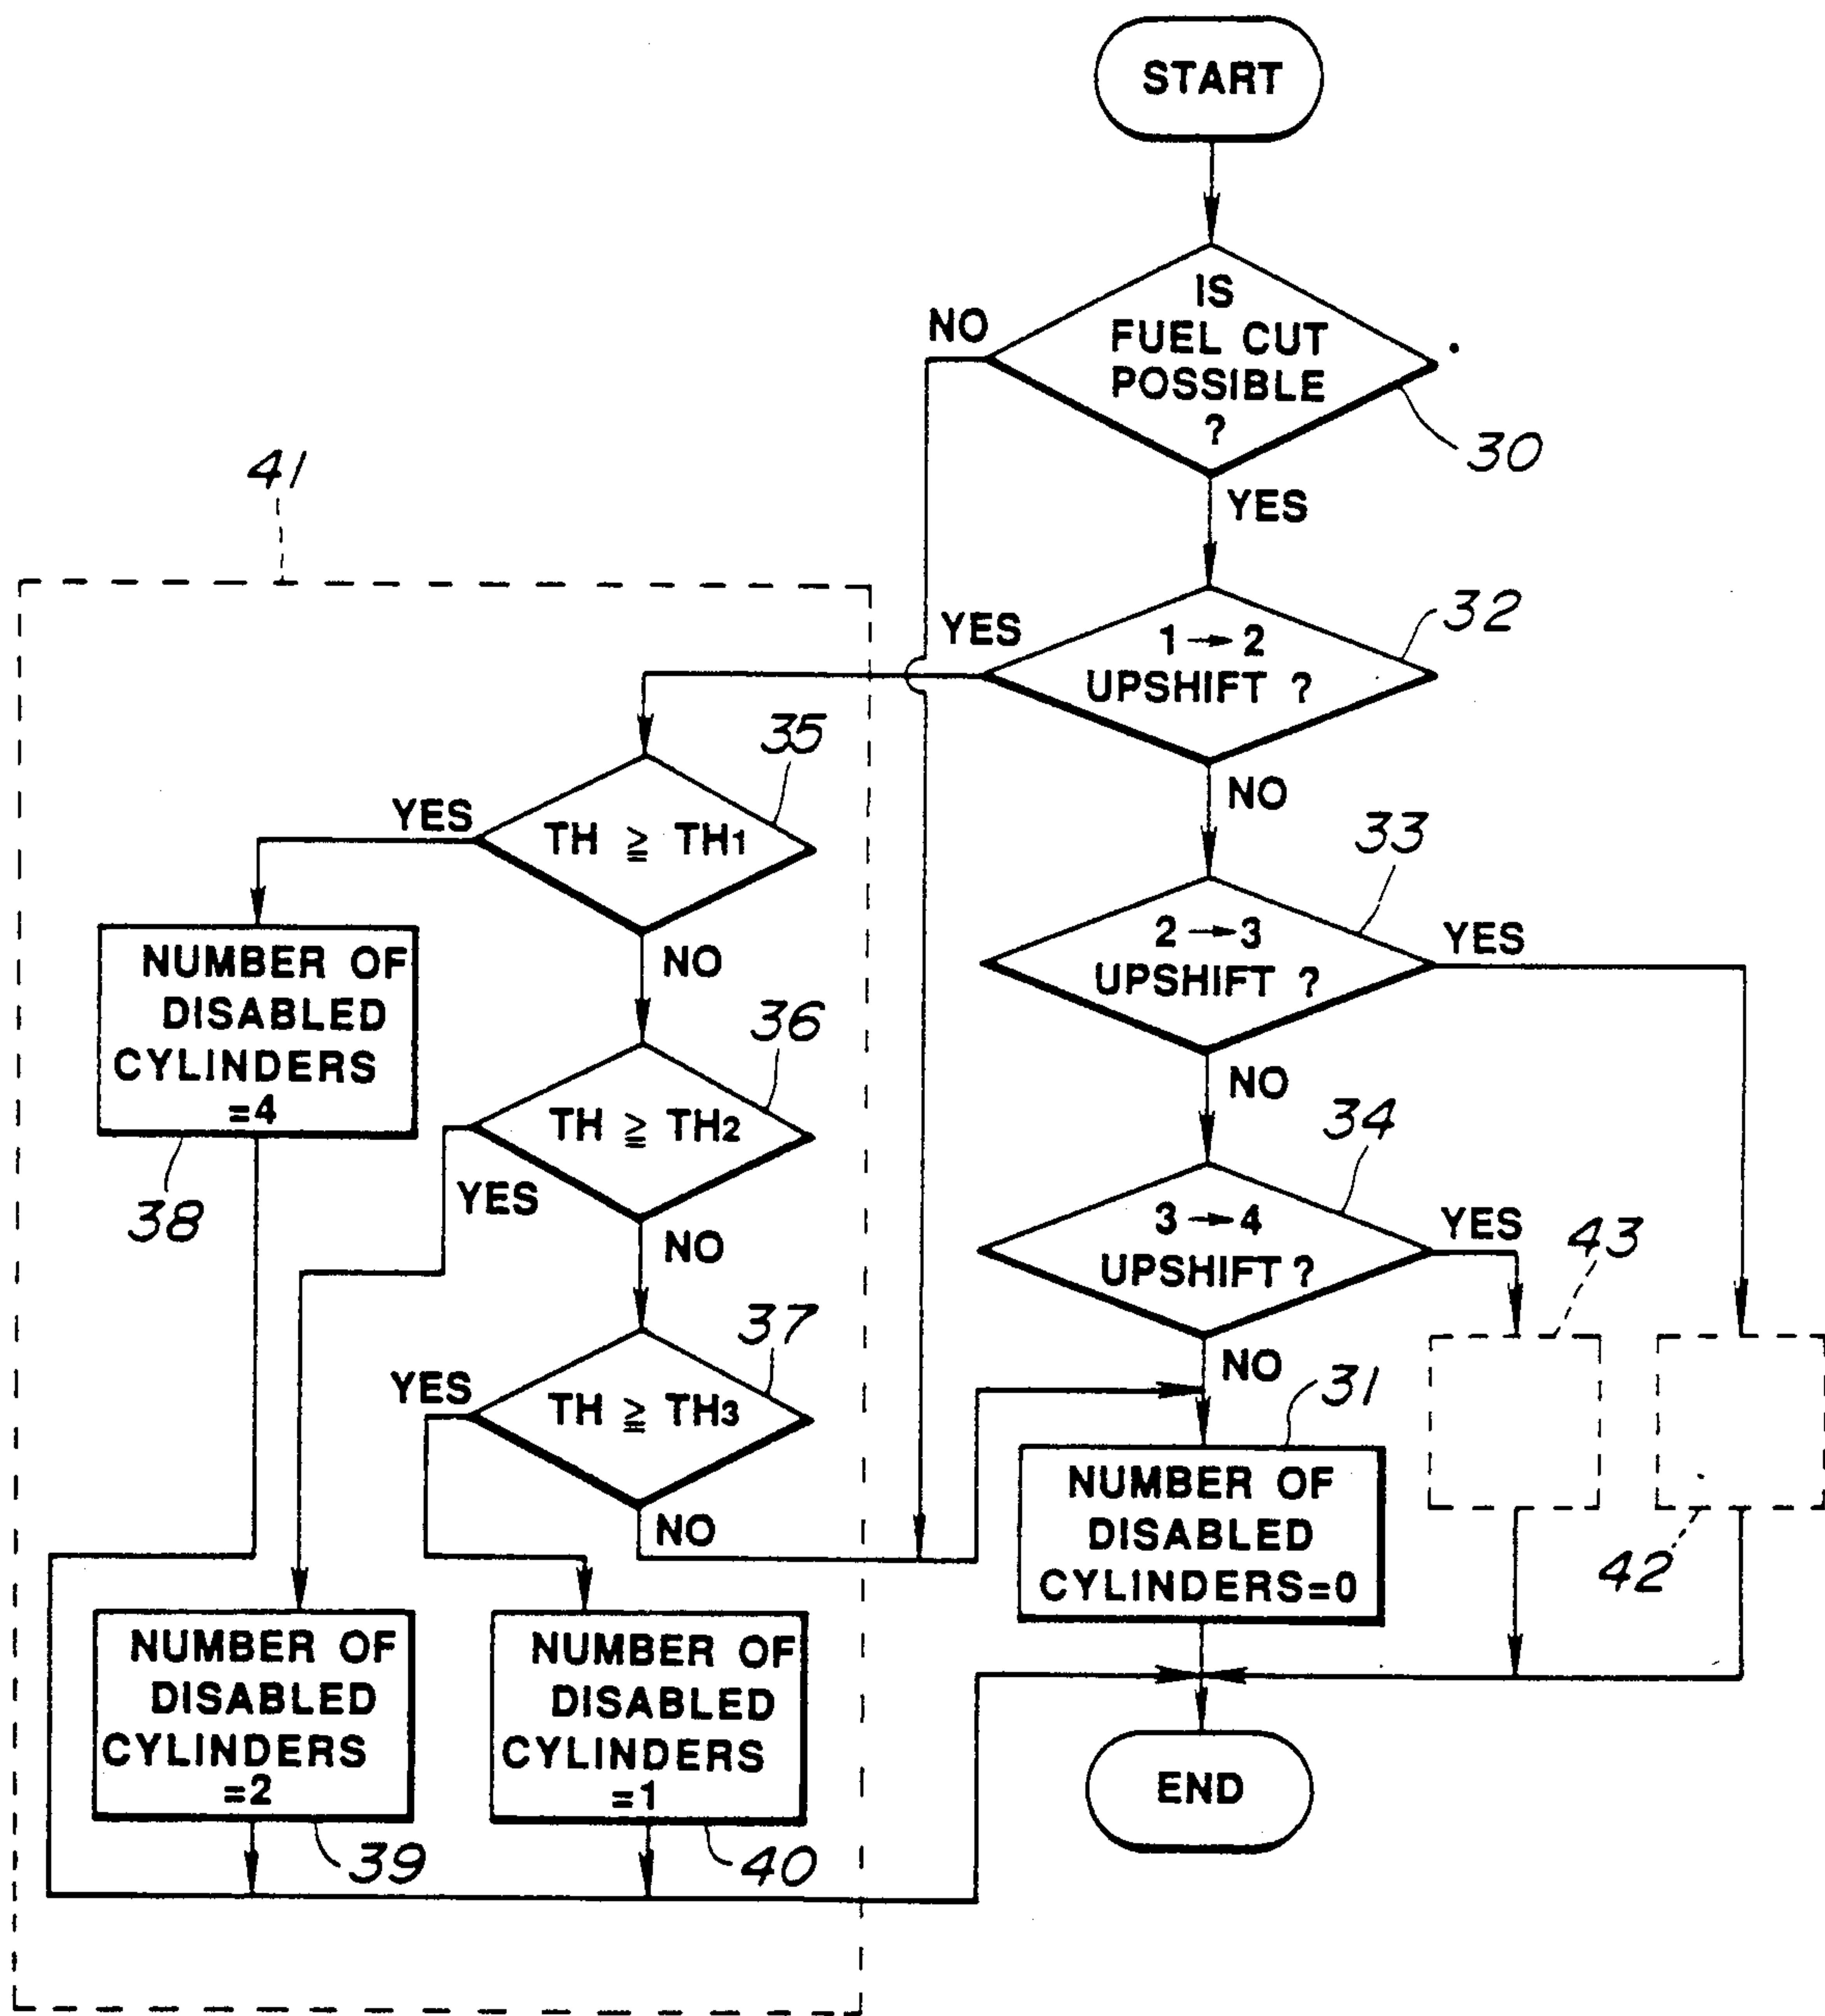 START
IS
FUEL CUT
POSSIBLE
?
30
NO
YES
41
1→2
UPSHIFT ?
32
YES
NO
35
TH ≧ TH1
YES
NO
2→3
UPSHIFT ?
33
YES
NO
NUMBER OF
DISABLED
CYLINDERS
=4
38
36
TH ≧ TH2
YES
NO
3→4
UPSHIFT ?
34
YES
NO
43
42
37
TH ≧ TH3
YES
NO
31
NUMBER OF
DISABLED
CYLINDERS=0
NUMBER OF
DISABLED
CYLINDERS
=2
39
NUMBER OF
DISABLED
CYLINDERS
=1
40
END